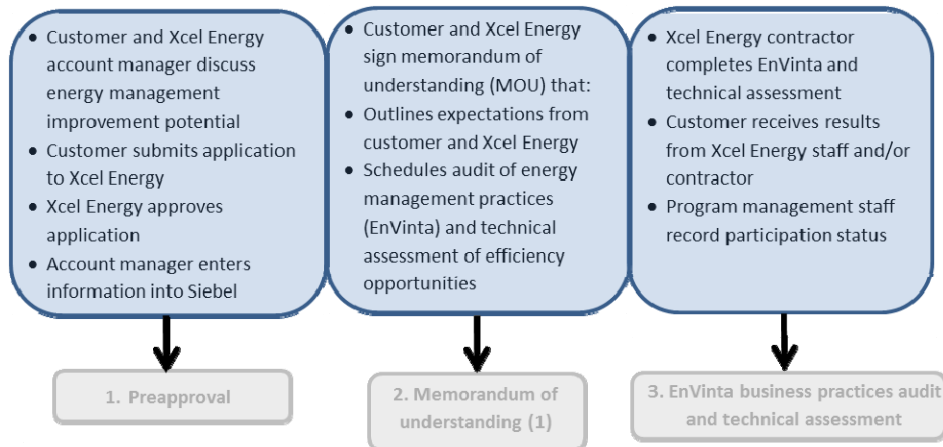 • Customer and Xcel Energy
account manager discuss
energy management
improvement potential
• Customer submits application
to Xcel Energy
• Xcel Energy approves
application
• Account manager enters
information into Siebel
• Customer and Xcel Energy
sign memorandum of
understanding (MOU) that:
• Outlines expectations from
customer and Xcel Energy
• Schedules audit of energy
management practices
(EnVinta) and technical
assessment of efficiency
opportunities
• Xcel Energy contractor
completes EnVinta and
technical assessment
• Customer receives results
from Xcel Energy staff and/or
contractor
• Program management staff
record participation status
1. Preapproval
2. Memorandum of
understanding (1)
3. EnVinta business practices audit
and technical assessment